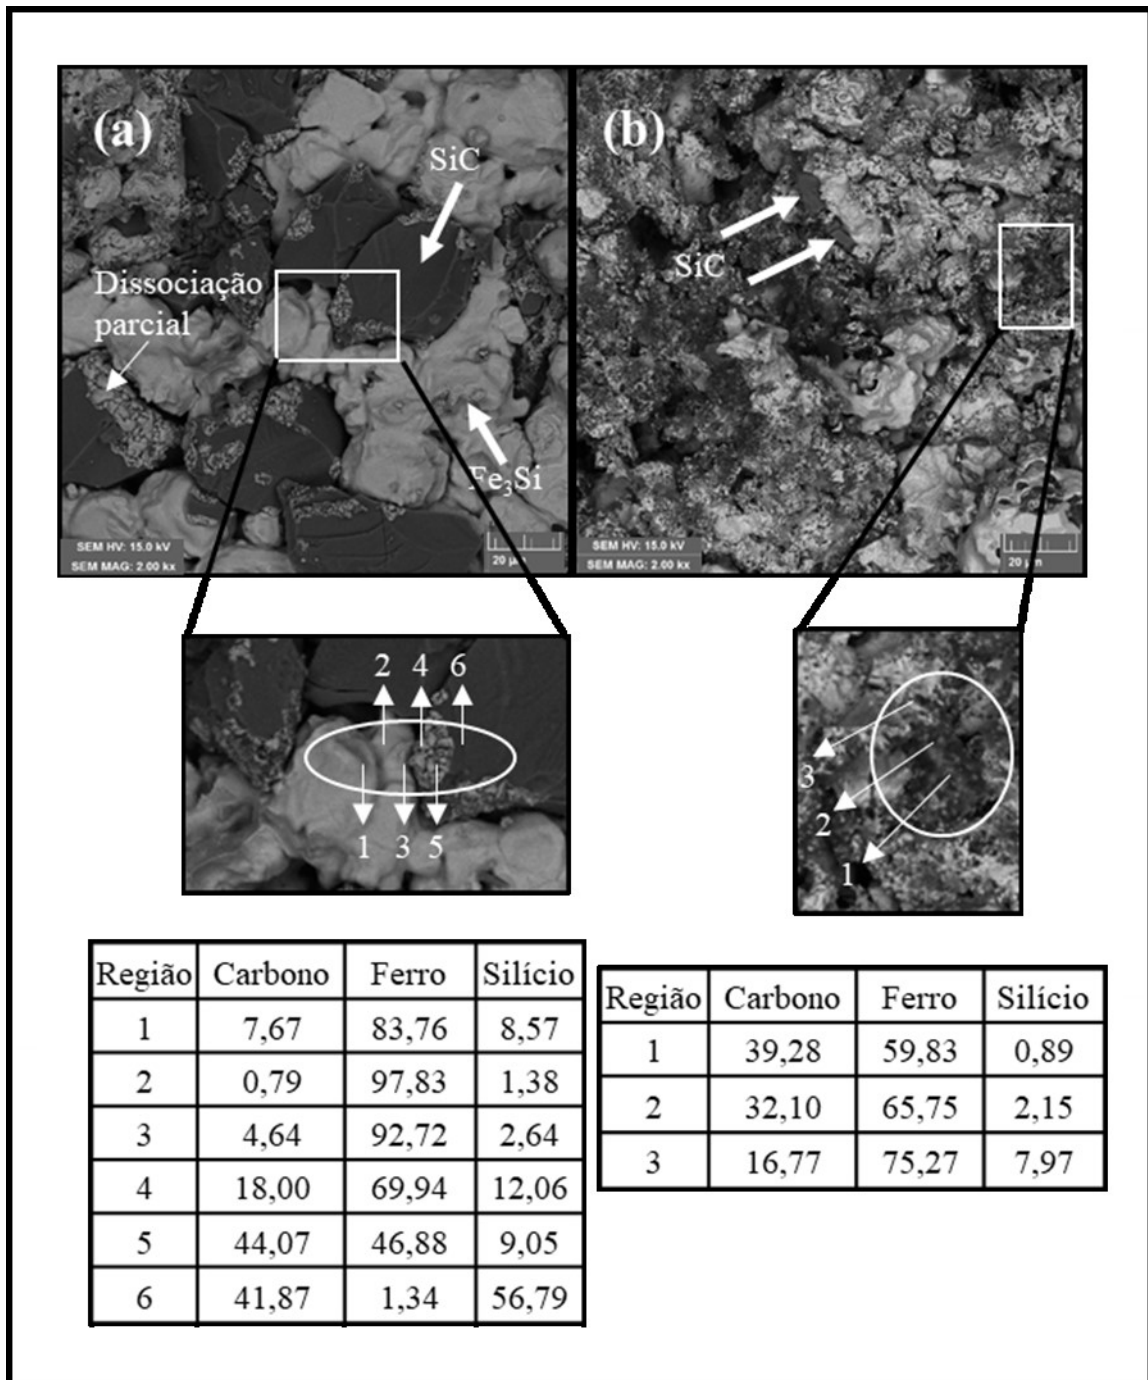 (a)
SiC
Dissociação
parcial
Fe₃Si
SEM HV: 15.0 kV
SEM MAG: 2.00 kx
20 µm
(b)
SiC
SEM HV: 15.0 kV
SEM MAG: 2.00 kx
20 µm
2 4 6
1 3 5
3
2
1
Região Carbono Ferro Silício
1 7,67 83,76 8,57
2 0,79 97,83 1,38
3 4,64 92,72 2,64
4 18,00 69,94 12,06
5 44,07 46,88 9,05
6 41,87 1,34 56,79
Região Carbono Ferro Silício
1 39,28 59,83 0,89
2 32,10 65,75 2,15
3 16,77 75,27 7,97